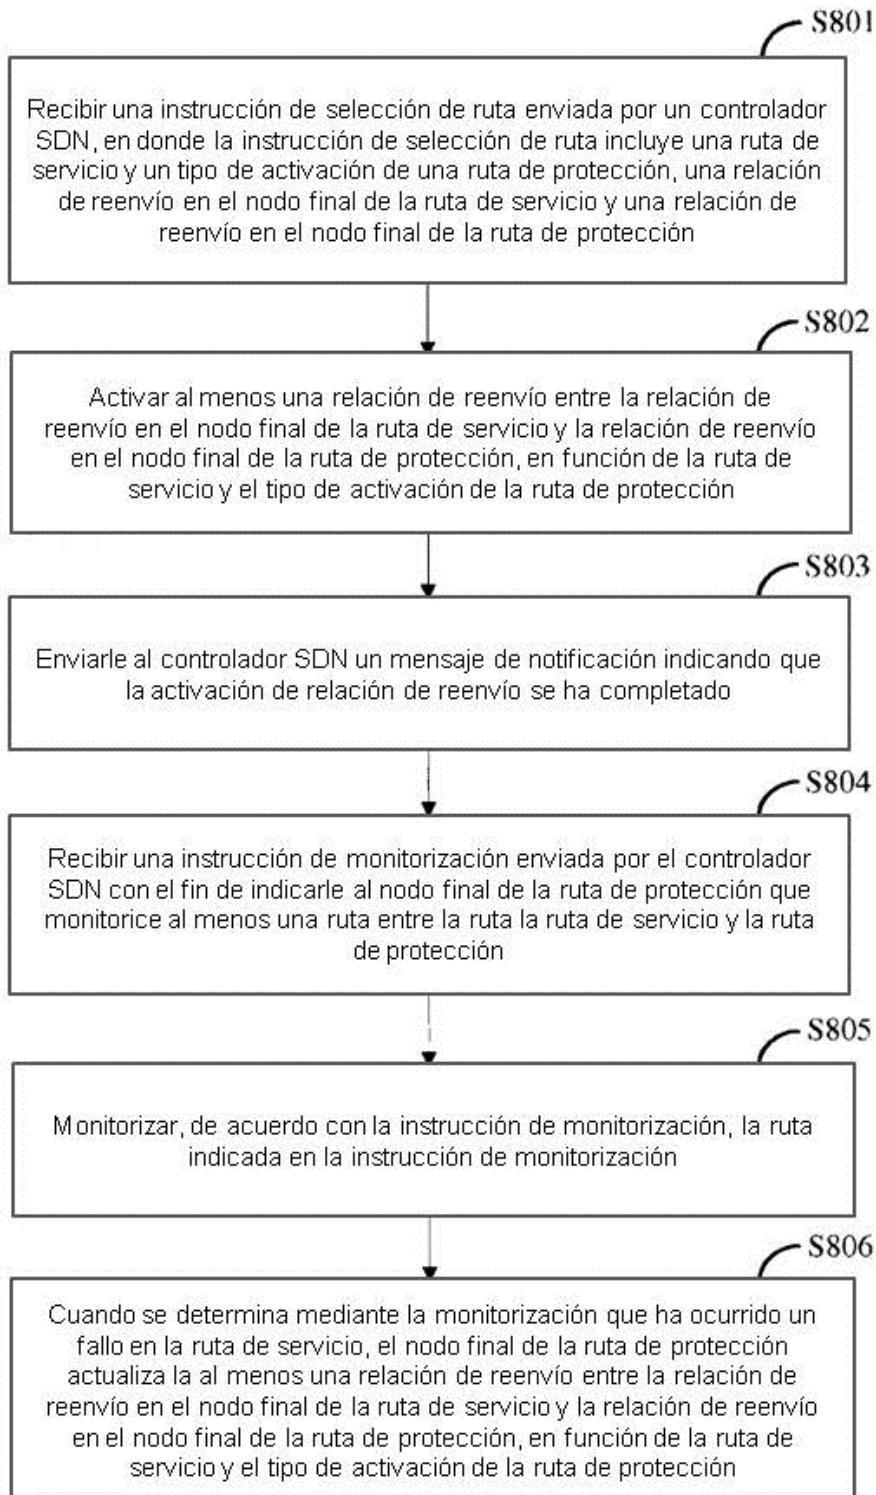 S801
Recibir una instrucción de selección de ruta enviada por un controlador
SDN, en donde la instrucción de selección de ruta incluye una ruta de
servicio y un tipo de activación de una ruta de protección, una relación
de reenvío en el nodo final de la ruta de servicio y una relación de
reenvío en el nodo final de la ruta de protección
S802
Activar al menos una relación de reenvío entre la relación de
reenvío en el nodo final de la ruta de servicio y la relación de reenvío
en el nodo final de la ruta de protección, en función de la ruta de
servicio y el tipo de activación de la ruta de protección
S803
Enviarle al controlador SDN un mensaje de notificación indicando que
la activación de relación de reenvío se ha completado
S804
Recibir una instrucción de monitorización enviada por el controlador
SDN con el fin de indicarle al nodo final de la ruta de protección que
monitorice al menos una ruta entre la ruta la ruta de servicio y la ruta
de protección
S805
Monitorizar, de acuerdo con la instrucción de monitorización, la ruta
indicada en la instrucción de monitorización
S806
Cuando se determina mediante la monitorización que ha ocurrido un
fallo en la ruta de servicio, el nodo final de la ruta de protección
actualiza la al menos una relación de reenvío entre la relación de
reenvío en el nodo final de la ruta de servicio y la relación de reenvío
en el nodo final de la ruta de protección, en función de la ruta de
servicio y el tipo de activación de la ruta de protección